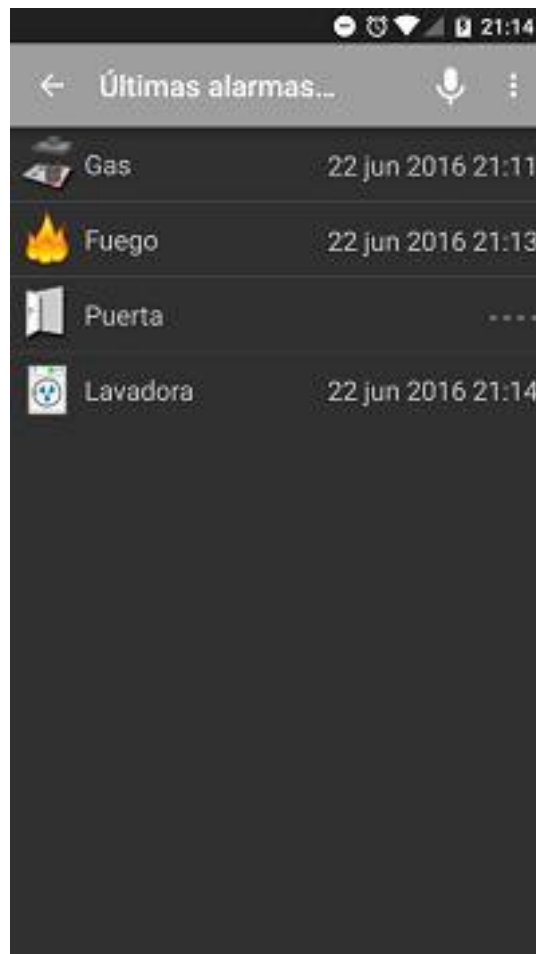 21:14
Últimas alarmas...
Gas 22 jun 2016 21:11
Fuego 22 jun 2016 21:13
Puerta ----
Lavadora 22 jun 2016 21:14